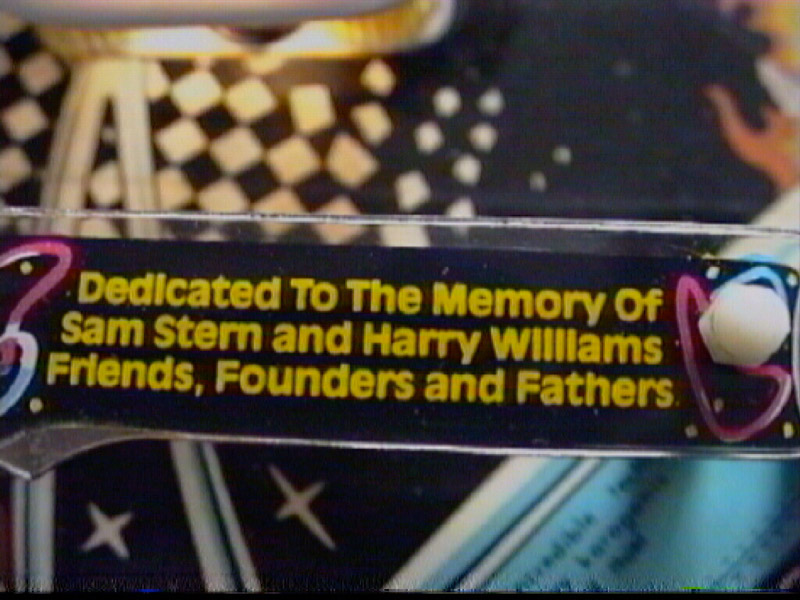 Dedicated To The Memory Of
Sam Stern and Harry Williams
Friends, Founders and Fathers